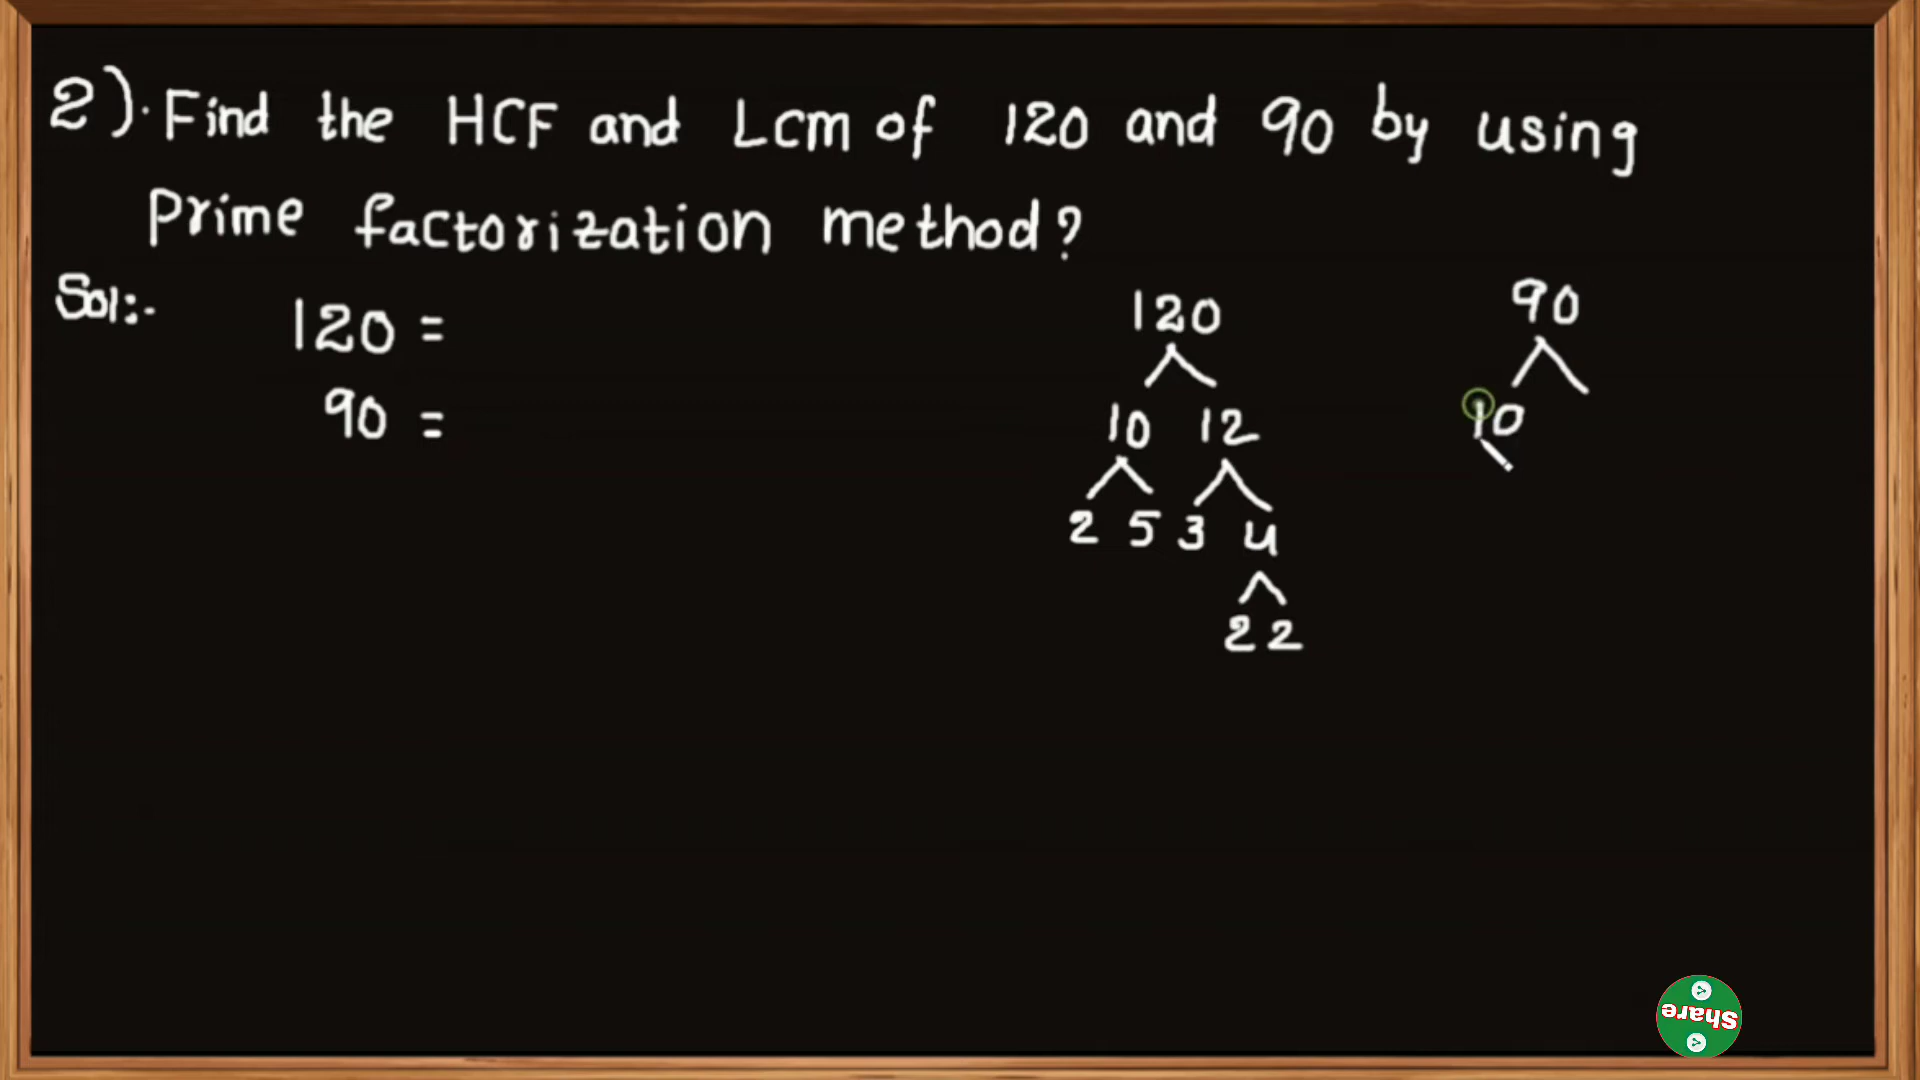 2). Find the HCF and Lcm of 120 and 90 by using
Prime factorization method?
Sol:-
120 =
90 =
120
10 12
2 5 3 4
2 2
90
10
Share